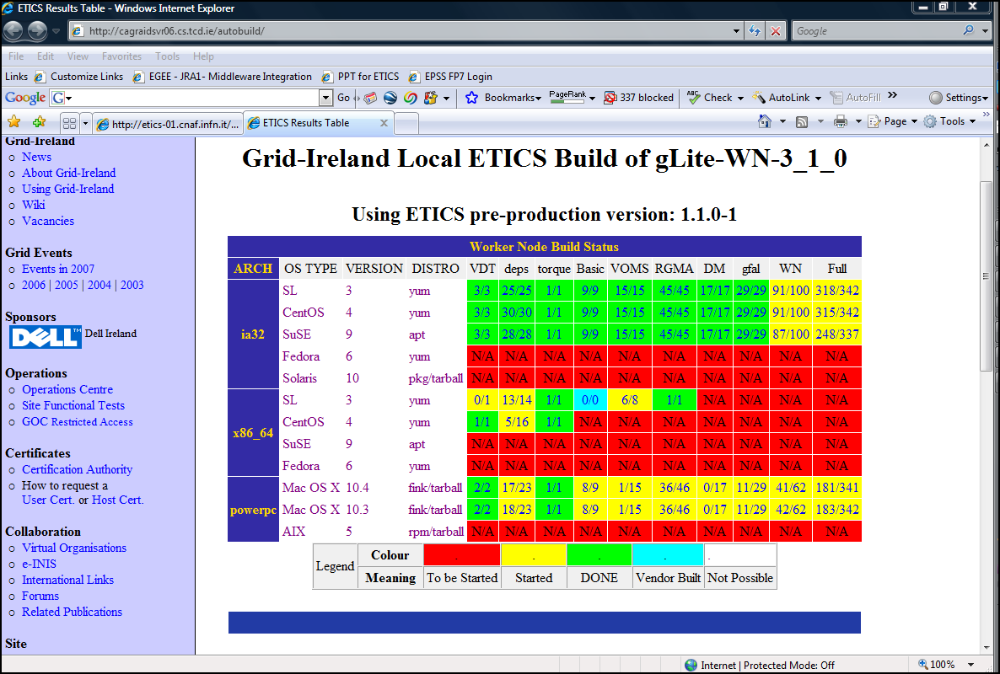 ETICS Results Table - Windows Internet Explorer
http://cagraidsvr06.cs.tcd.ie/autobuild/
Google
File Edit View Favorites Tools Help
Links Customize Links EGEE - JRA1- Middleware Integration PPT for ETICS EPSS FP7 Login
Google G Go Bookmarks PageRank 337 blocked ABC Check AutoLink AutoFill » Settings
http://etics-01.cnaf.infn.it/... ETICS Results Table Page Tools »
Grid-Ireland
News
About Grid-Ireland
Using Grid-Ireland
Wiki
Vacancies
Grid Events
Events in 2007
2006 | 2005 | 2004 | 2003
Sponsors
DELL™ Dell Ireland
Operations
Operations Centre
Site Functional Tests
GOC Restricted Access
Certificates
Certification Authority
How to request a
User Cert. or Host Cert.
Collaboration
Virtual Organisations
e-INIS
International Links
Forums
Related Publications
Site
Grid-Ireland Local ETICS Build of gLite-WN-3_1_0
Using ETICS pre-production version: 1.1.0-1
Worker Node Build Status
ARCH OS TYPE VERSION DISTRO VDT deps torque Basic VOMS RGMA DM gfal WN Full
ia32
SL 3 yum 3/3 25/25 1/1 9/9 15/15 45/45 17/17 29/29 91/100 318/342
CentOS 4 yum 3/3 30/30 1/1 9/9 15/15 45/45 17/17 29/29 91/100 315/342
SuSE 9 apt 3/3 28/28 1/1 9/9 15/15 45/45 17/17 29/29 87/100 248/337
Fedora 6 yum N/A N/A N/A N/A N/A N/A N/A N/A N/A N/A
Solaris 10 pkg/tarball N/A N/A N/A N/A N/A N/A N/A N/A N/A N/A
x86_64
SL 3 yum 0/1 13/14 1/1 0/0 6/8 1/1 N/A N/A N/A N/A
CentOS 4 yum 1/1 5/16 1/1 N/A N/A N/A N/A N/A N/A N/A
SuSE 9 apt N/A N/A N/A N/A N/A N/A N/A N/A N/A N/A
Fedora 6 yum N/A N/A N/A N/A N/A N/A N/A N/A N/A N/A
powerpc
Mac OS X 10.4 fink/tarball 2/2 17/23 1/1 8/9 1/15 36/46 0/17 11/29 41/62 181/341
Mac OS X 10.3 fink/tarball 2/2 18/23 1/1 8/9 1/15 36/46 0/17 11/29 42/62 183/342
AIX 5 rpm/tarball N/A N/A N/A N/A N/A N/A N/A N/A N/A N/A
Legend
Colour . . . . .
Meaning To be Started Started DONE Vendor Built Not Possible
Internet | Protected Mode: Off 100%